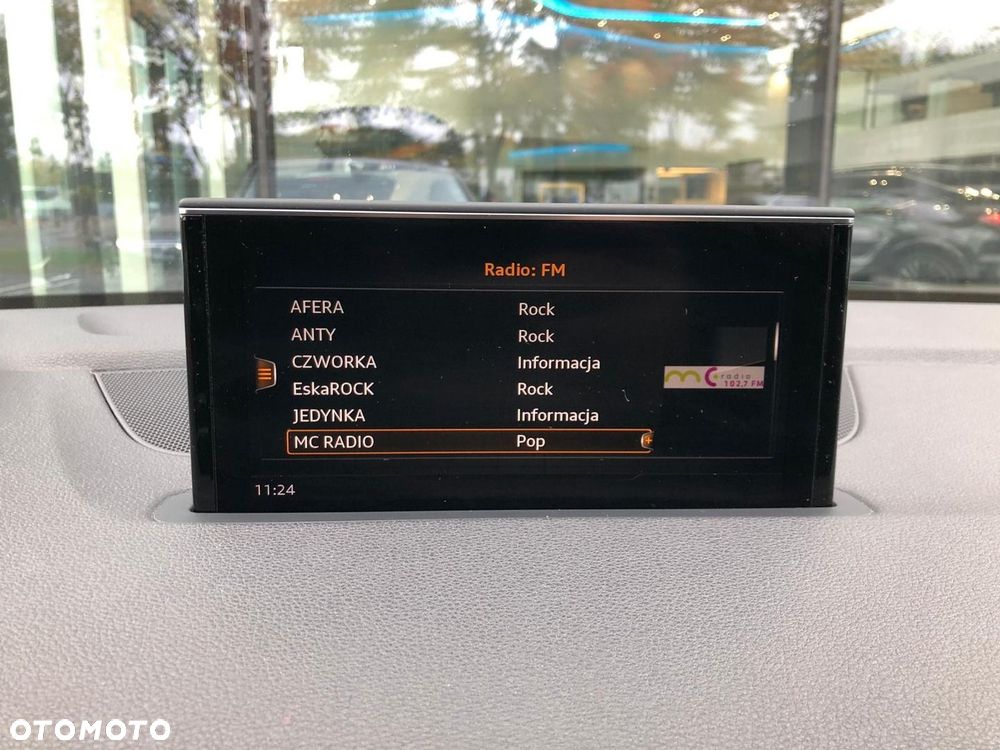 Radio: FM
AFERA Rock
ANTY Rock
CZWORKA Informacja
EskaROCK Rock
JEDYNKA Informacja
MC RADIO Pop
mc radio
102,7 FM
11:24
OTOMOTO